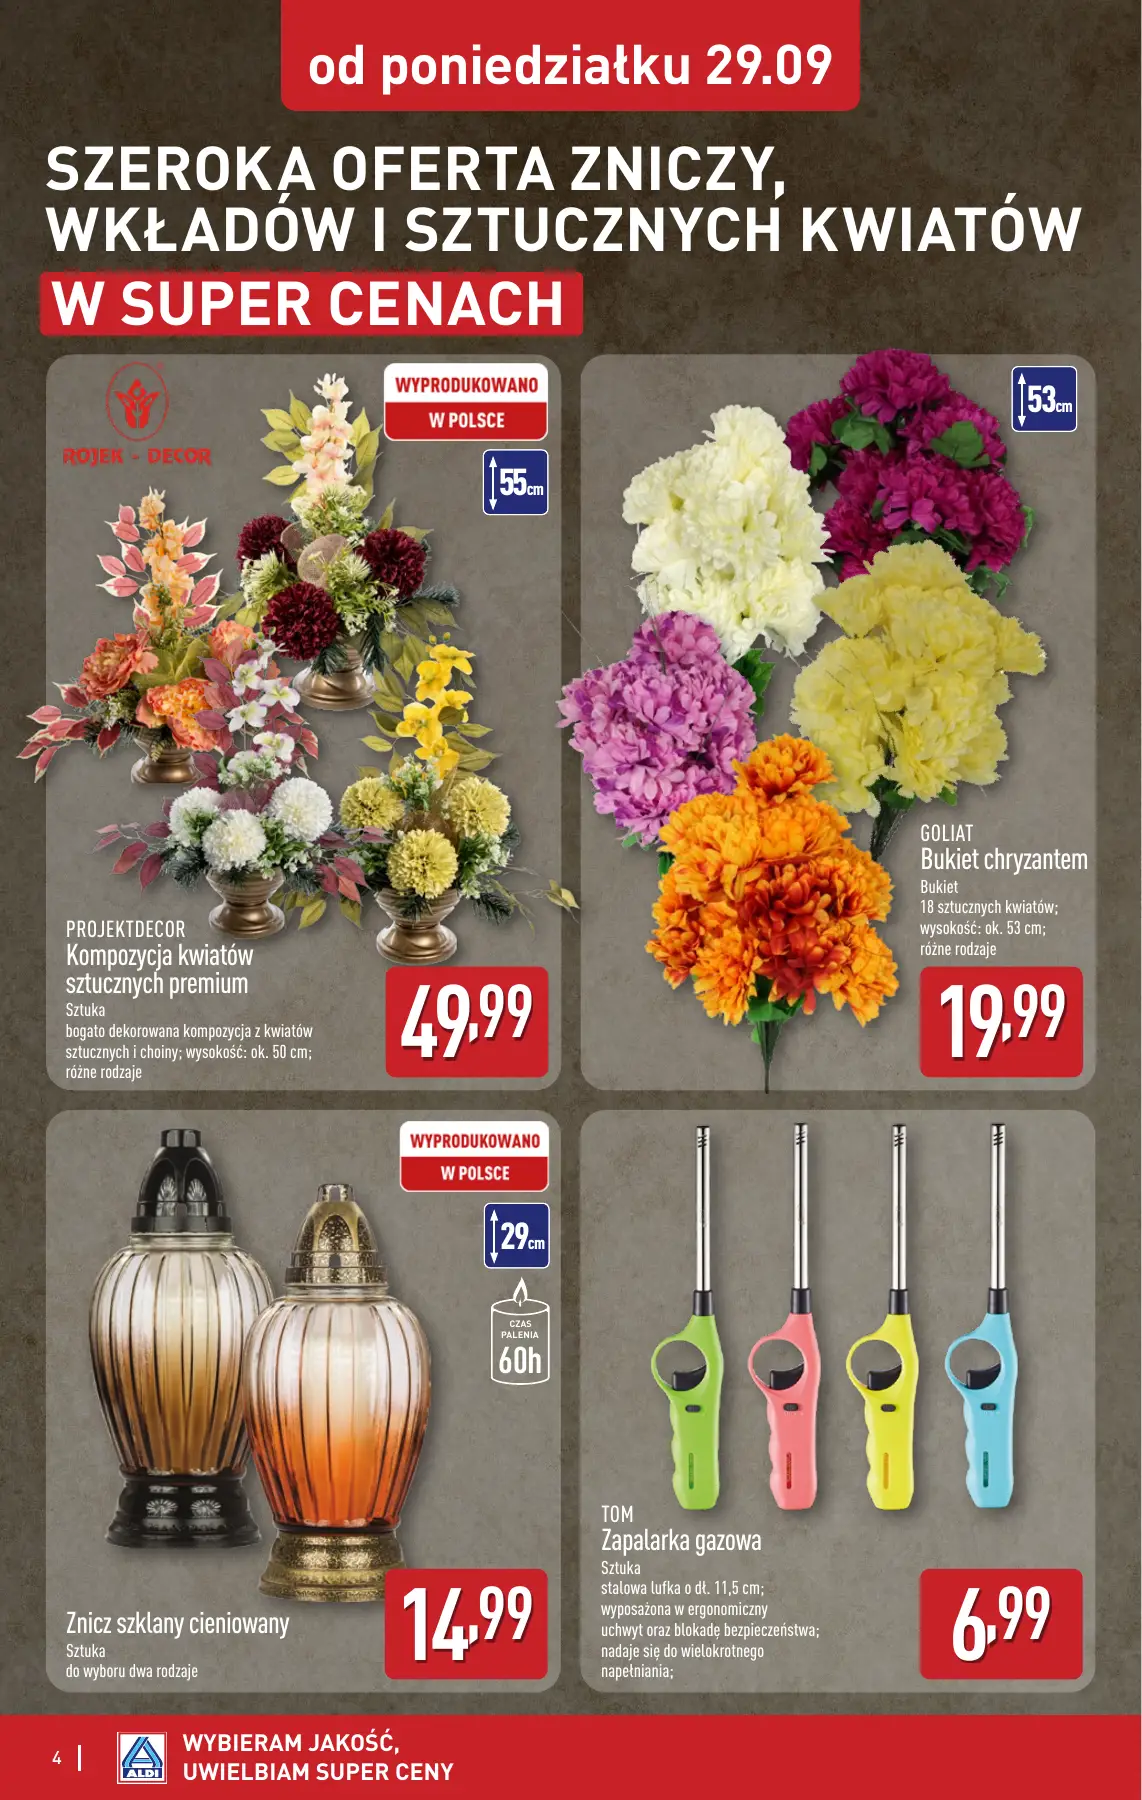 od poniedziałku 29.09
SZEROKA OFERTA ZNICZY,
WKŁADÓW I SZTUCZNYCH KWIATÓW
W SUPER CENACH
ROJEK - DECOR
WYPRODUKOWANO
W POLSCE
55cm
PROJEKTDECOR
Kompozycja kwiatów
sztucznych premium
Sztuka
bogato dekorowana kompozycja z kwiatów
sztucznych i choiny; wysokość: ok. 50 cm;
różne rodzaje
49,99
53cm
GOLIAT
Bukiet chryzantem
Bukiet
18 sztucznych kwiatów;
wysokość: ok. 53 cm;
różne rodzaje
19,99
WYPRODUKOWANO
W POLSCE
29cm
CZAS
PALENIA
60h
Znicz szklany cieniowany
Sztuka
do wyboru dwa rodzaje
14,99
TOM
Zapalarka gazowa
Sztuka
stalowa lufka o dł. 11,5 cm;
wyposażona w ergonomiczny
uchwyt oraz blokadę bezpieczeństwa;
nadaje się do wielokrotnego
napełniania;
6,99
4
ALDI
WYBIERAM JAKOŚĆ,
UWIELBIAM SUPER CENY